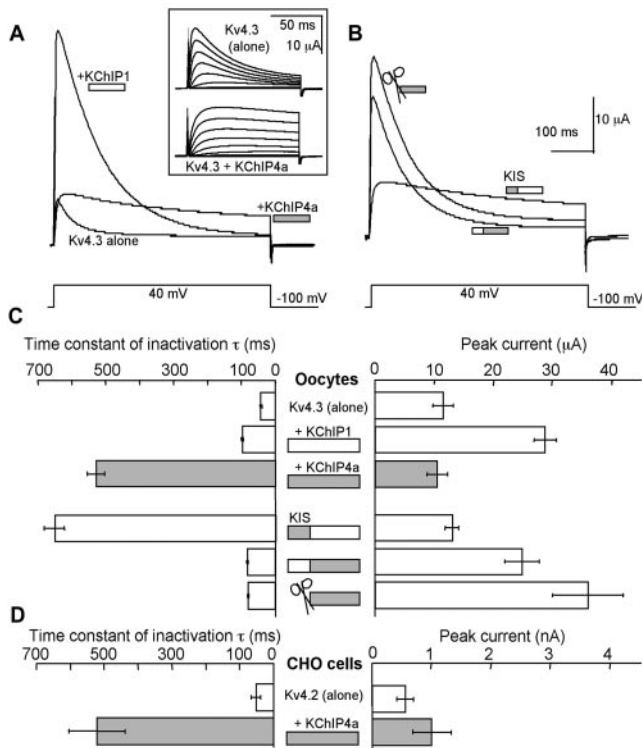 A
+KChIP1
Kv4.3 (alone)
50 ms
10 µA
Kv4.3 + KChIP4a
+KChIP4a
Kv4.3 alone
40 mV
-100 mV
B
10 µA
100 ms
KIS
40 mV
-100 mV
C
Time constant of inactivation τ (ms)
Peak current (µA)
700 500 300 100 0
Oocytes
0 10 20 30 40
Kv4.3 (alone)
+ KChIP1
+ KChIP4a
KIS
D
Time constant of inactivation τ (ms)
Peak current (nA)
600 500 400 300 200 100 0
CHO cells
0 1 2 3 4
Kv4.2 (alone)
+ KChIP4a